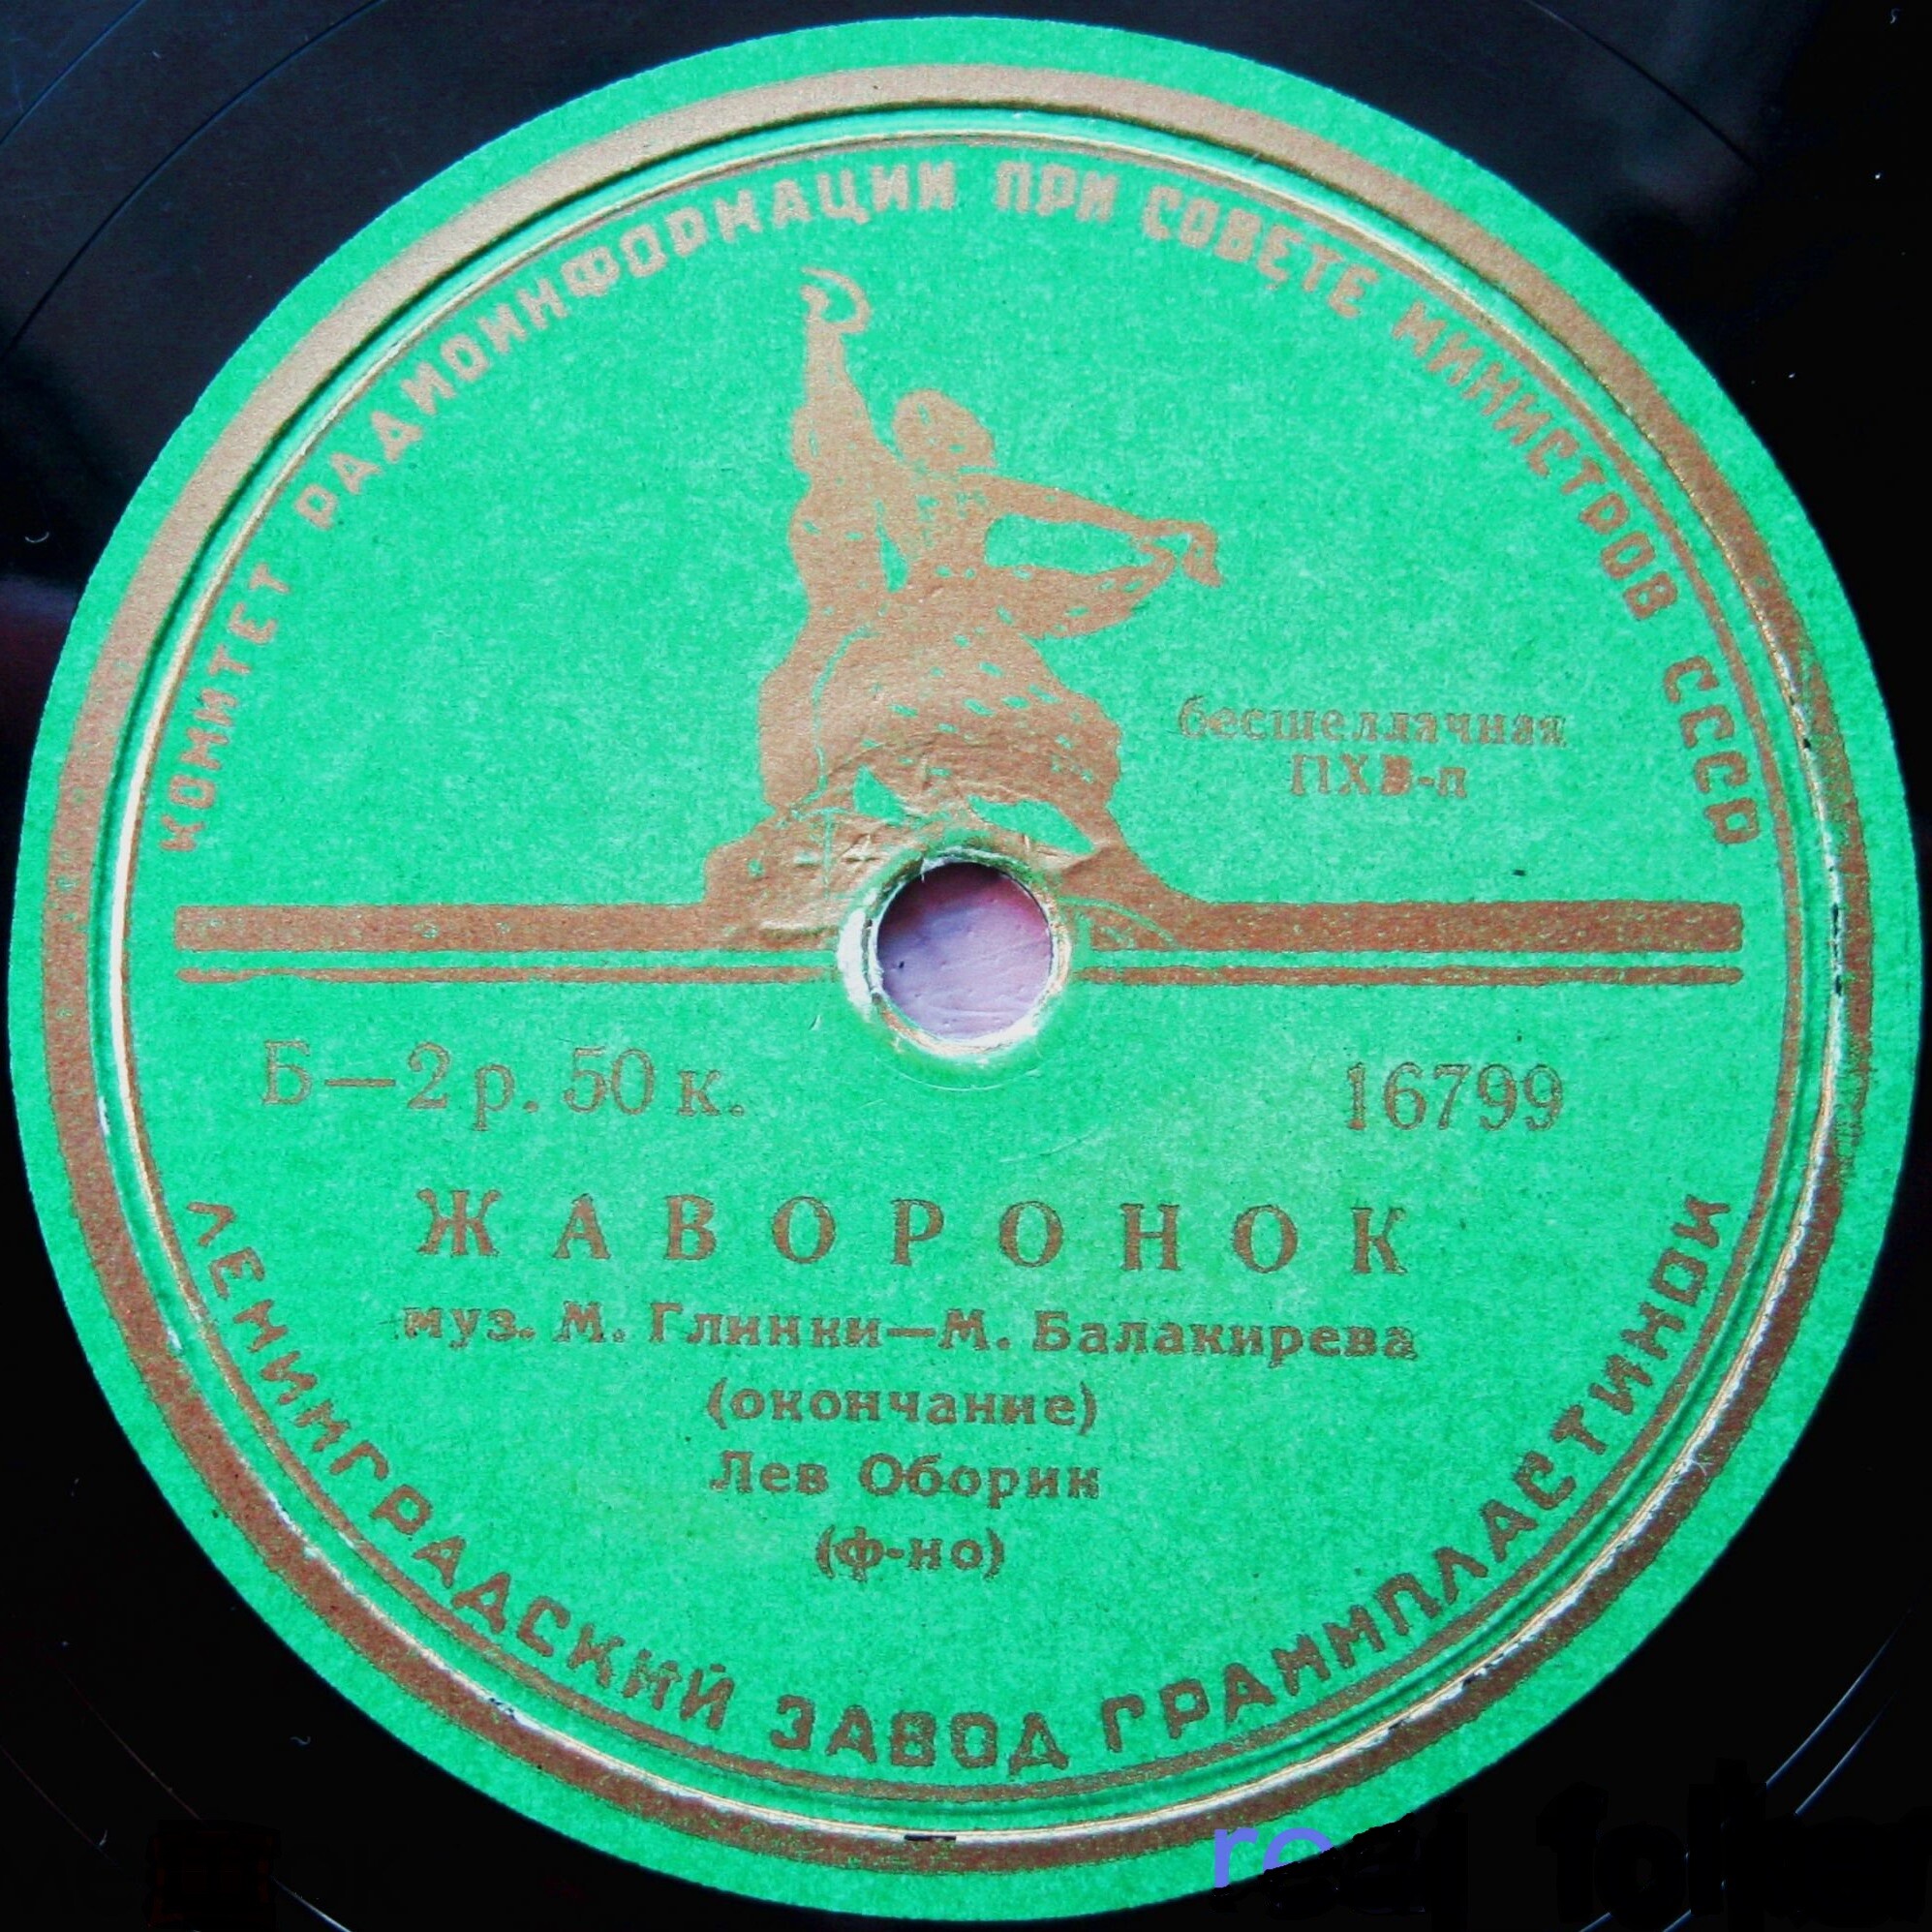 КОМИТЕТ РАДИОИНФОРМАЦИИ ПРИ СОВЕТЕ МИНИСТРОВ СССР
бесшеллачная
ПХВ-п
Б—2 р. 50 к.
16799
ЖАВОРОНОК
муз. М. Глинки—М. Балакирева
(окончание)
Лев Оборин
(ф-но)
ЛЕНИНГРАДСКИЙ ЗАВОД ГРАММПЛАСТИНОК